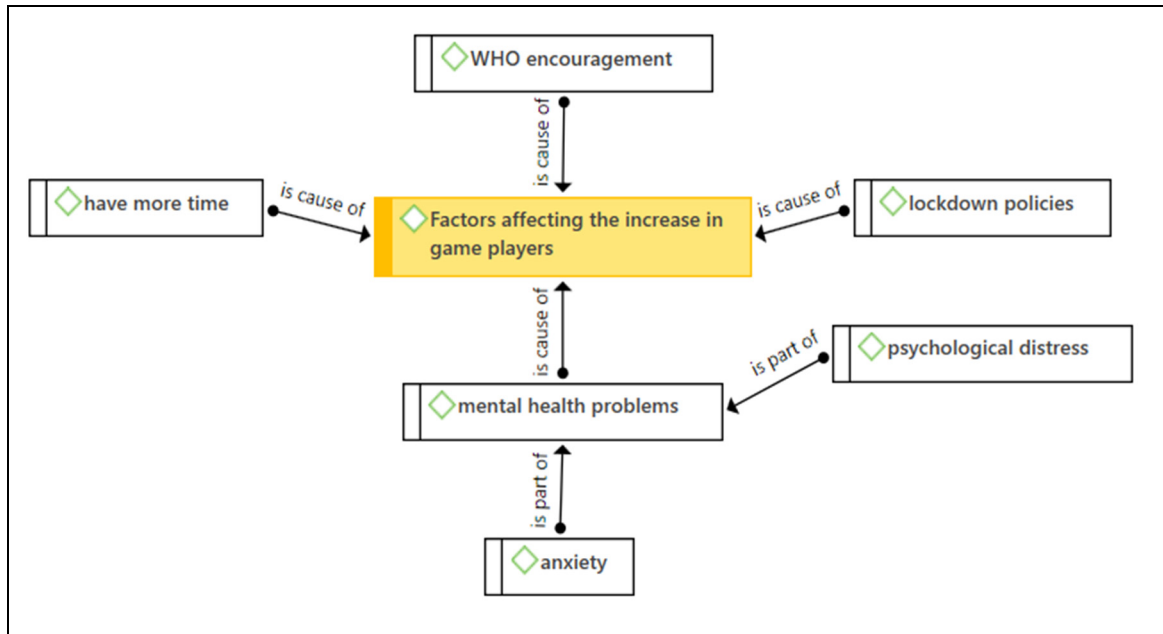 WHO encouragement
is cause of
have more time
is cause of
Factors affecting the increase in
game players
is cause of
lockdown policies
is cause of
psychological distress
is part of
mental health problems
is part of
anxiety